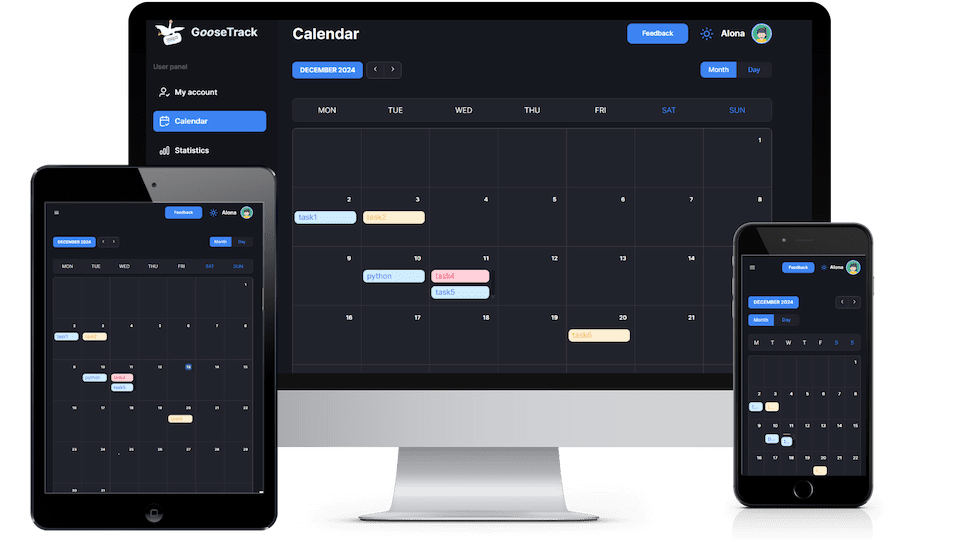 GooseTrack
Calendar
Feedback
Alona
User panel
DECEMBER 2024
< >
Month Day
My account
Calendar
Statistics
MON TUE WED THU FRI SAT SUN
1
2 3 4 5 6 7 8
task1 task2
9 10 11 12 13 14
python task4
task5
16 17 18 19 20 21
task6
Feedback
Alona
DECEMBER 2024
< >
Month Day
MON TUE WED THU FRI SAT SUN
1
2 3 4 5 6 7 8
task1 task2
9 10 11 12 13 14 15
python task4
task5
16 17 18 19 20 21 22
23 24 25 26 27 28 29
30 31
Feedback
Alona
DECEMBER 2024
< >
Month Day
M T W T F S S
1
2 3 4 5 6 7 8
t...
9 10 11 12 13 14 15
p... t...
16 17 18 19 20 21 22